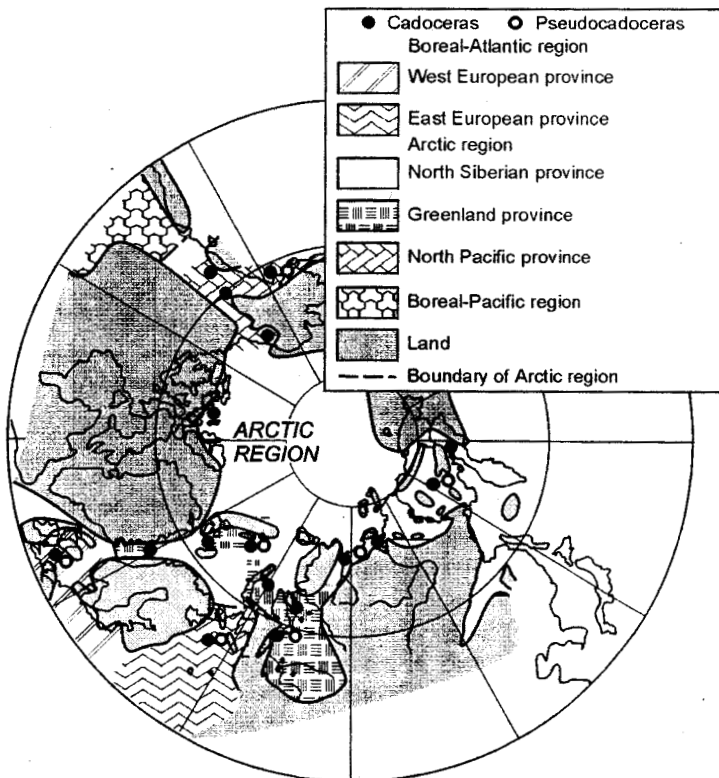 Cadoceras Pseudocadoceras
Boreal-Atlantic region
West European province
East European province
Arctic region
North Siberian province
Greenland province
North Pacific province
Boreal-Pacific region
Land
Boundary of Arctic region
ARCTIC
REGION